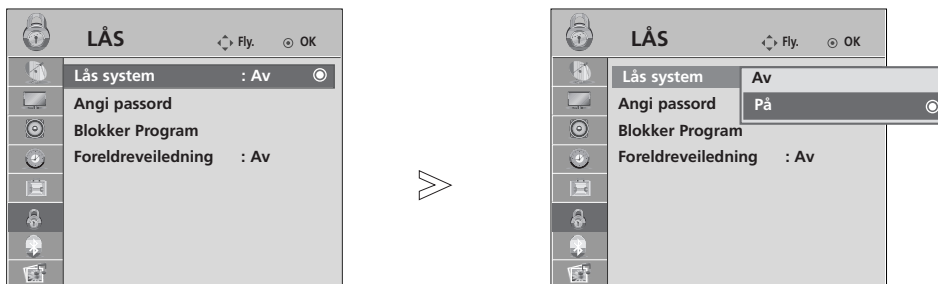 LÅS Fly. OK
Lås system : Av
Angi passord
Blokker Program
Foreldreveiledning : Av
LÅS Fly. OK
Lås system Av
Angi passord På
Blokker Program
Foreldreveiledning : Av